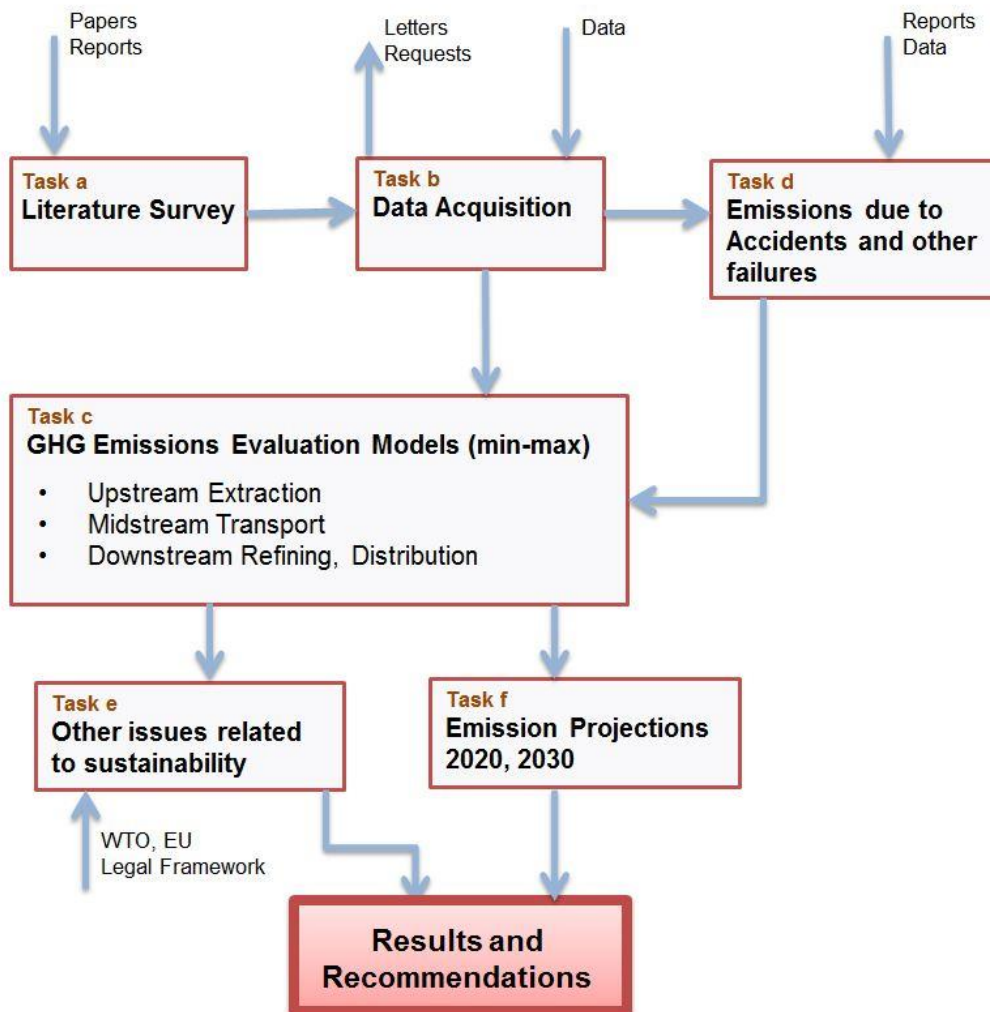 Papers
Reports
Letters
Requests
Data
Reports
Data
Task a
Literature Survey
Task b
Data Acquisition
Task d
Emissions due to
Accidents and other
failures
Task c
GHG Emissions Evaluation Models (min-max)
• Upstream Extraction
• Midstream Transport
• Downstream Refining, Distribution
Task e
Other issues related
to sustainability
Task f
Emission Projections
2020, 2030
WTO, EU
Legal Framework
Results and
Recommendations